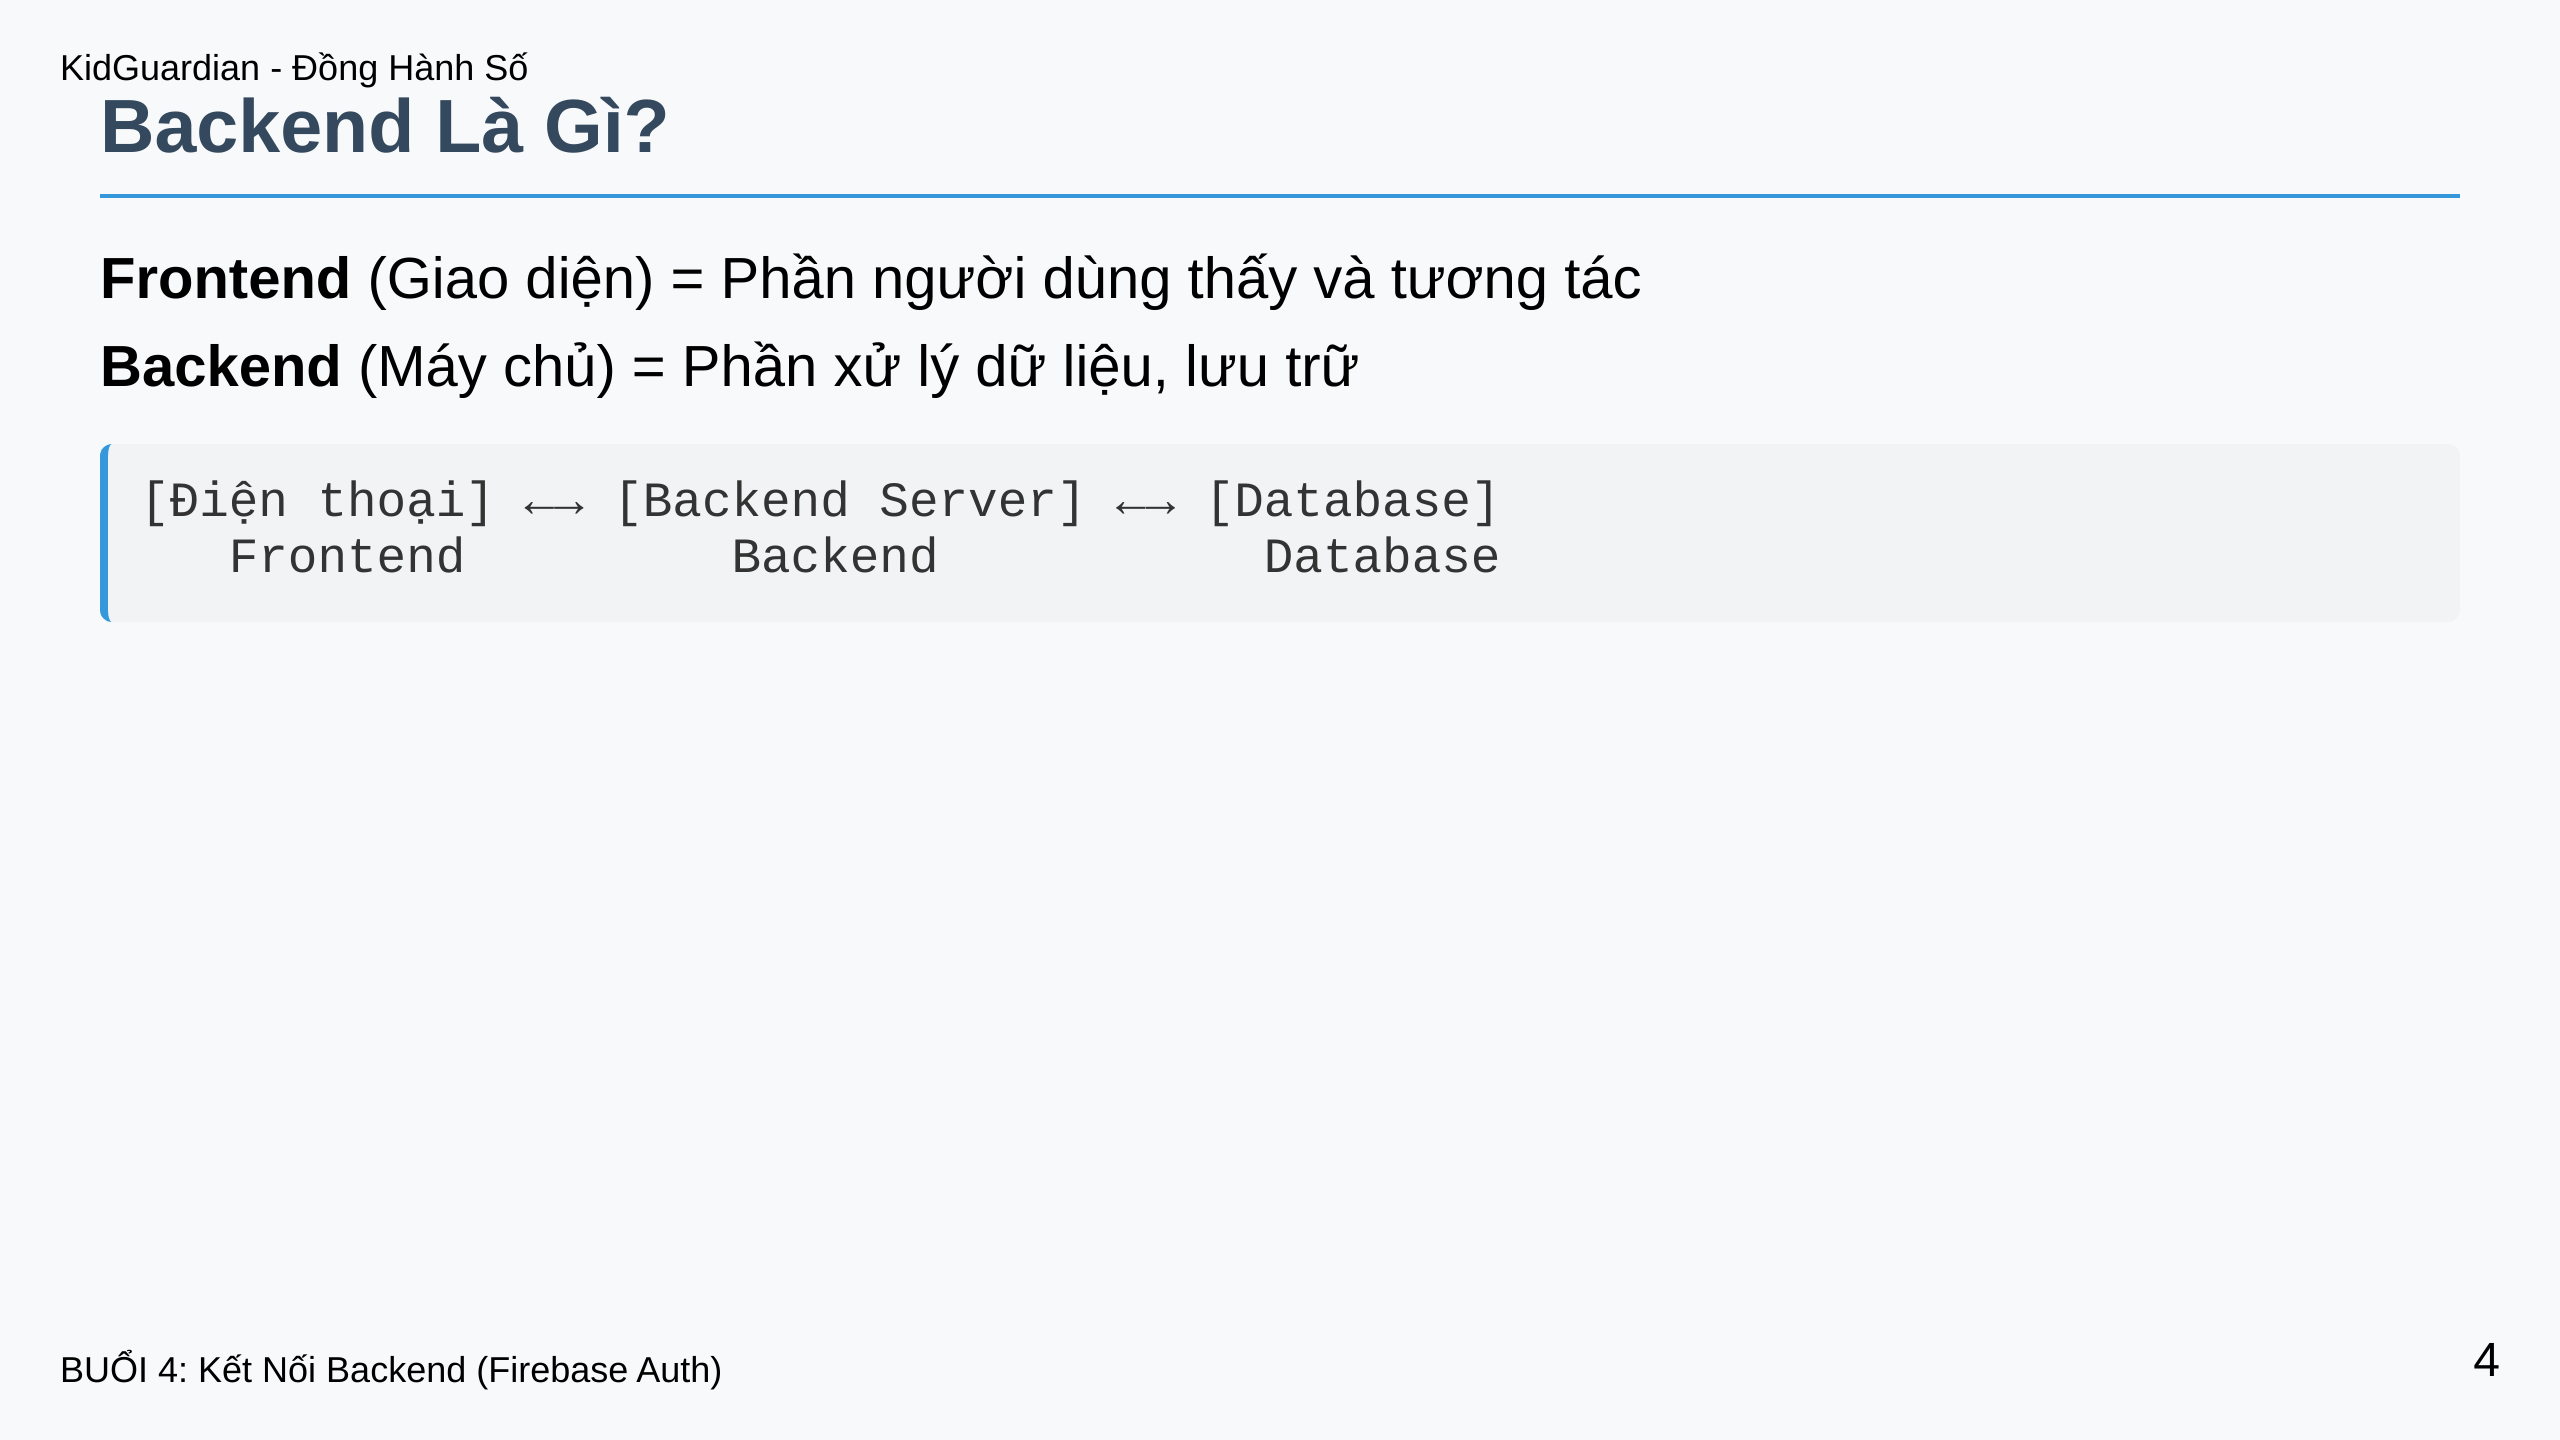 KidGuardian - Đồng Hành Số
Backend Là Gì?
Frontend (Giao diện) = Phần người dùng thấy và tương tác
Backend (Máy chủ) = Phần xử lý dữ liệu, lưu trữ
[Điện thoại] ←→ [Backend Server] ←→ [Database]
   Frontend         Backend           Database
BUỔI 4: Kết Nối Backend (Firebase Auth)
4